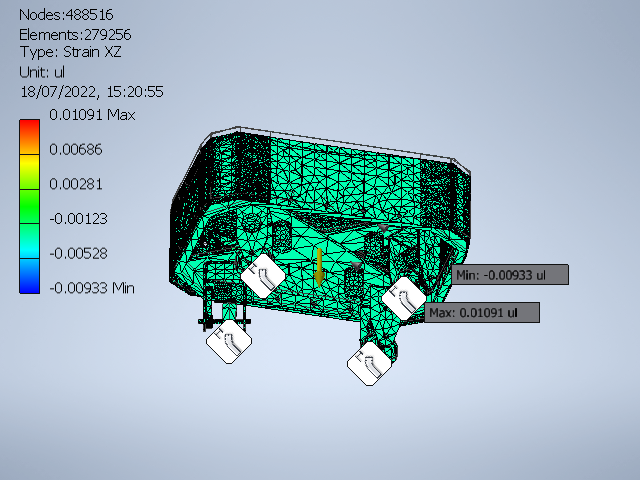 Nodes:488516
Elements:279256
Type: Strain XZ
Unit: ul
18/07/2022, 15:20:55
0.01091 Max
0.00686
0.00281
-0.00123
-0.00528
-0.00933 Min
Min: -0.00933 ul
Max: 0.01091 ul